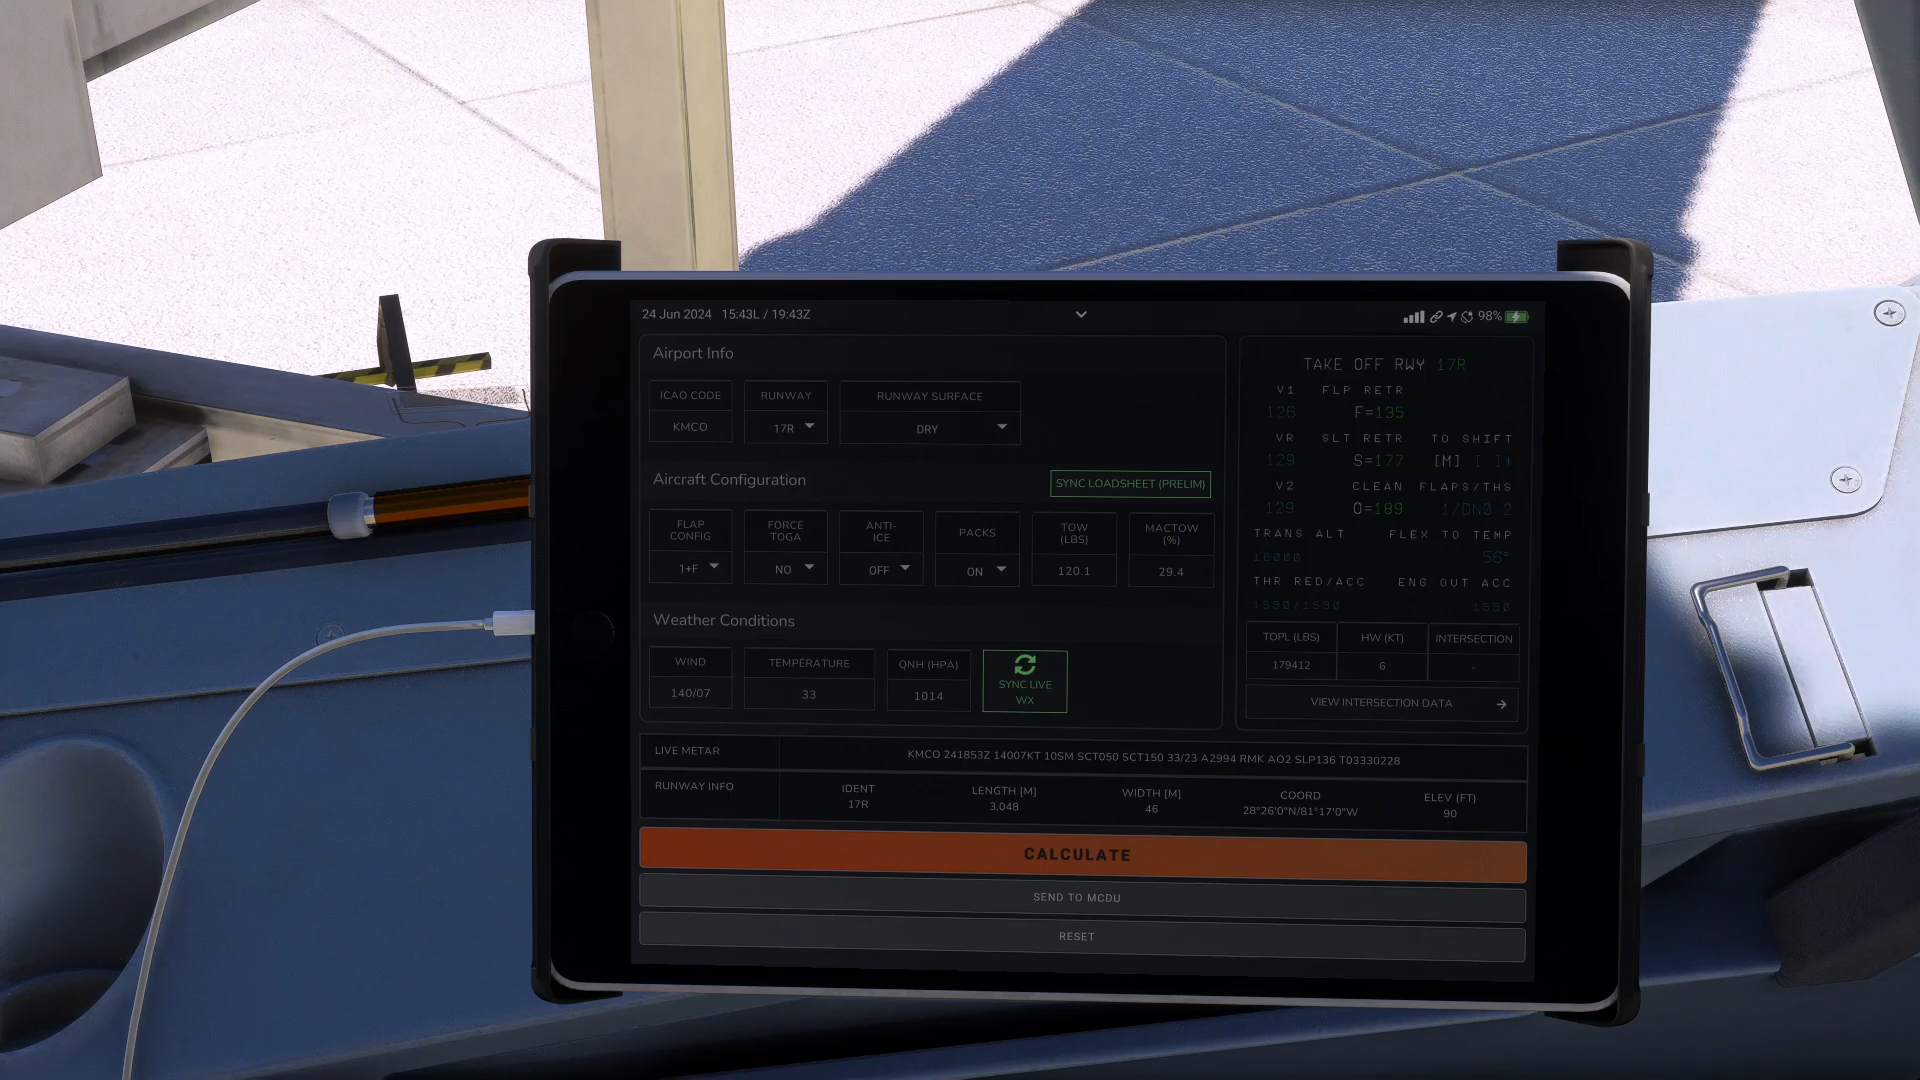 24 Jun 2024 15:43L / 19:43Z
98%
Airport Info
ICAO CODE
RUNWAY
RUNWAY SURFACE
KMCO
17R
DRY
Aircraft Configuration
SYNC LOADSHEET (PRELIM)
FLAP CONFIG
FORCE TOGA
ANTI-ICE
PACKS
TOW (LBS)
MACTOW (%)
1+F
NO
OFF
ON
120.1
29.4
Weather Conditions
WIND
TEMPERATURE
QNH (HPA)
SYNC LIVE WX
140/07
33
1014
TAKE OFF RWY 17R
V1 FLP RETR
126 F=135
VR SLT RETR TO SHIFT
129 S=177 [M] [ ]*
V2 CLEAN FLAPS/THS
129 O=189 1/DN0.2
TRANS ALT FLEX TO TEMP
18000 56°
THR RED/ACC ENG OUT ACC
1590/1590 1590
TOPL (LBS)
HW (KT)
INTERSECTION
179412
6
-
VIEW INTERSECTION DATA →
LIVE METAR
KMCO 241853Z 14007KT 10SM SCT050 SCT150 33/23 A2994 RMK AO2 SLP136 T03330228
RUNWAY INFO
IDENT
LENGTH [M]
WIDTH [M]
COORD
ELEV (FT)
17R
3,048
46
28°26'0"N/81°17'0"W
90
CALCULATE
SEND TO MCDU
RESET